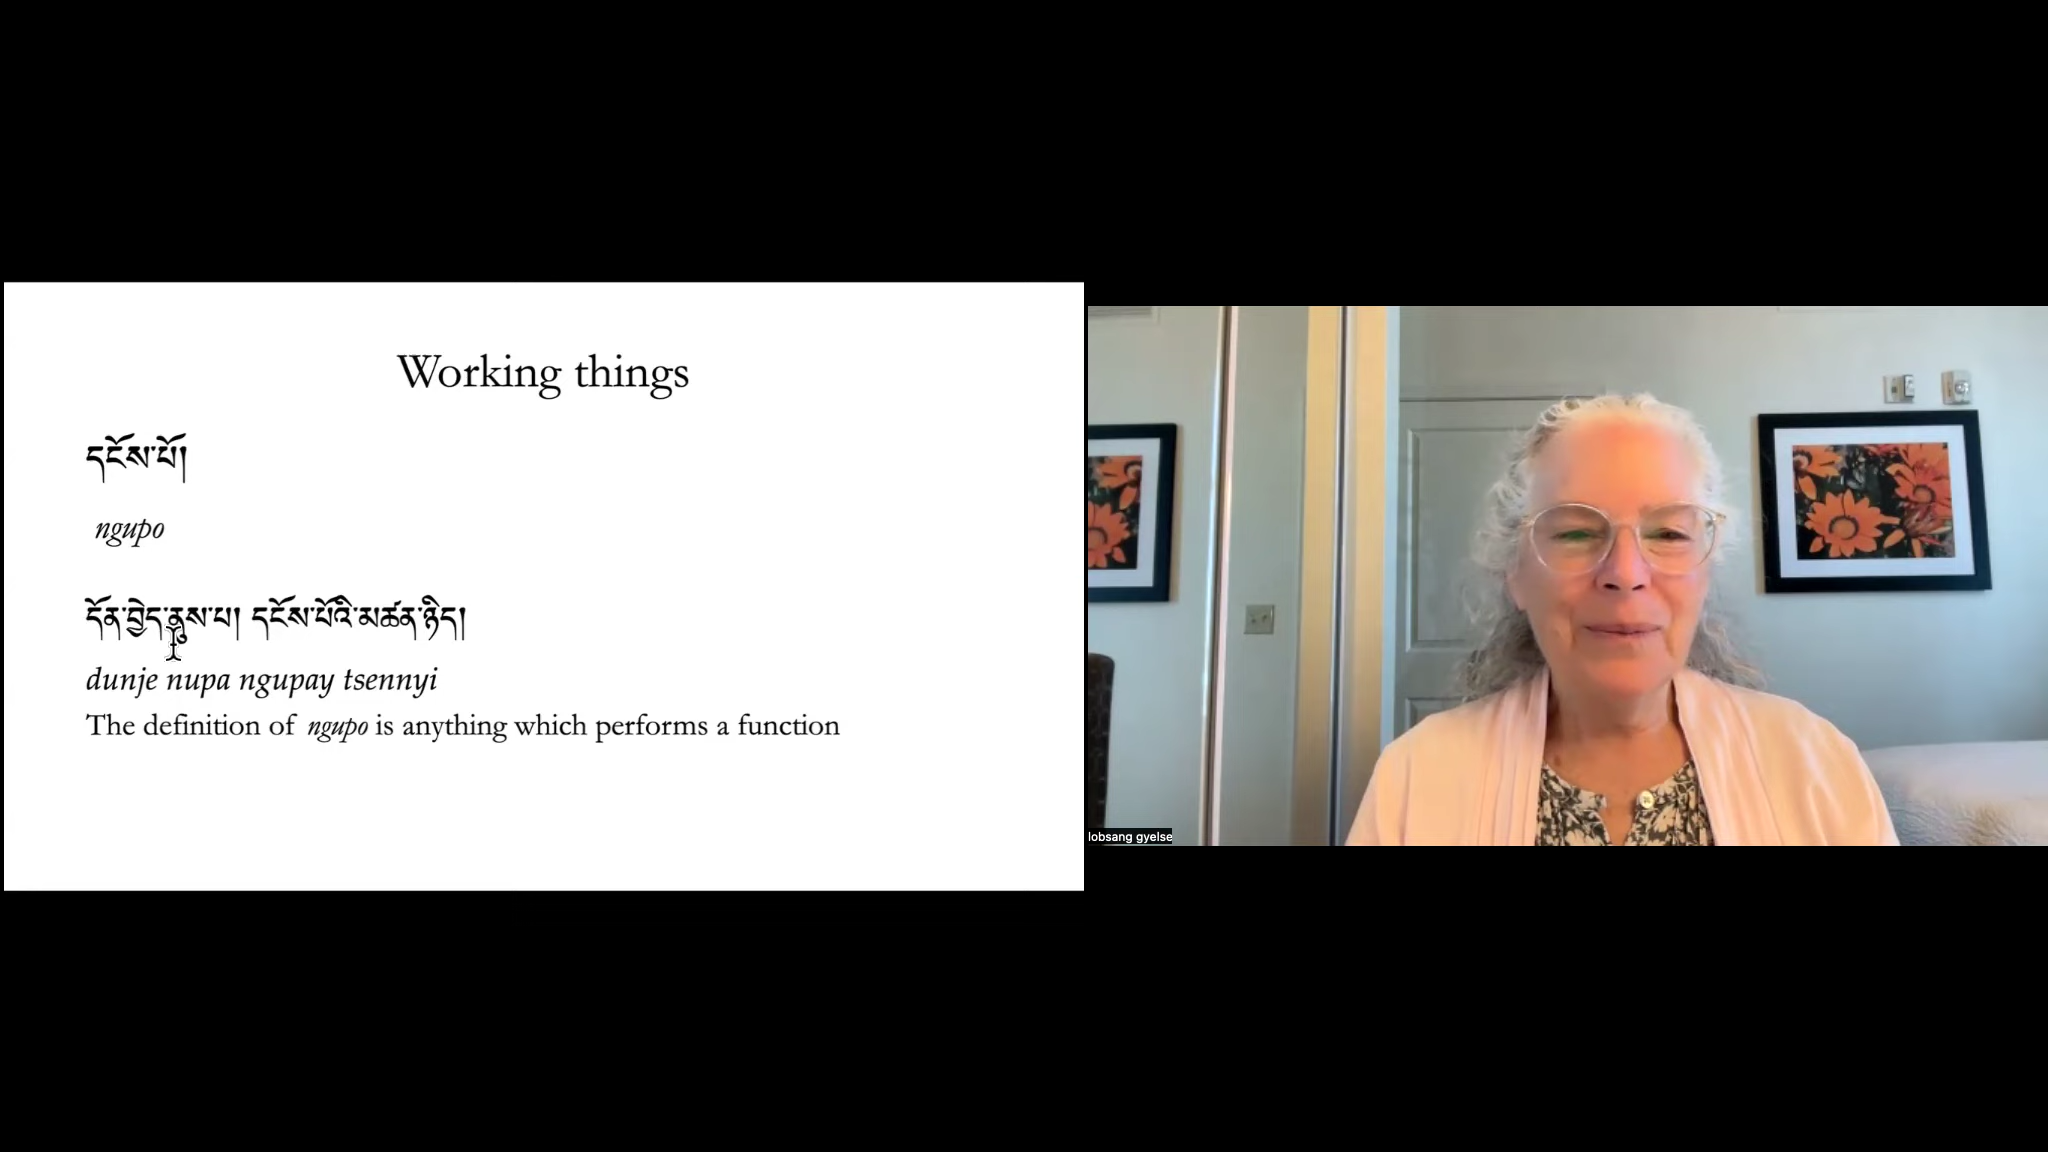 Working things
དངོས་པོ།
ngupo
དོན་བྱེད་ནུས་པ། དངོས་པོའི་མཚན་ཉིད།
dunje nupa ngupay tsennyi
The definition of ngupo is anything which performs a function
lobsang gyelse